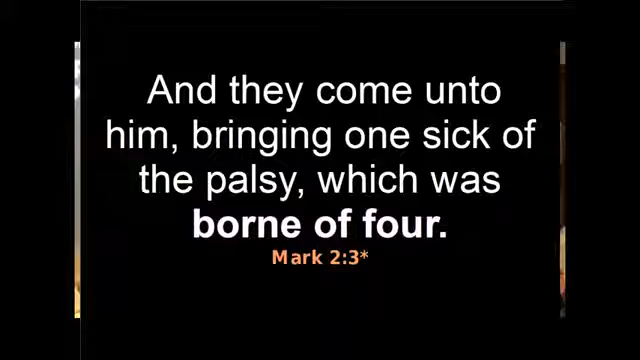 And they come unto
him, bringing one sick of
the palsy, which was
borne of four.
Mark 2:3*